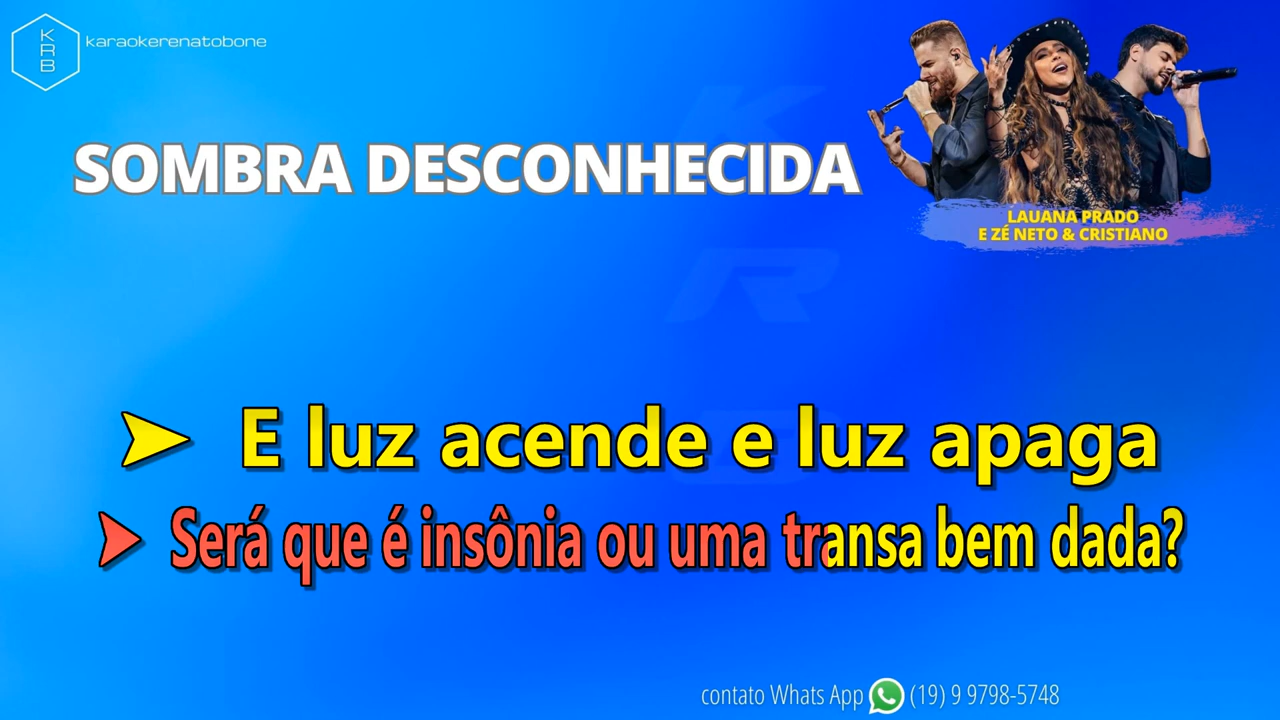 KRB
karaokerenatobone
SOMBRA DESCONHECIDA
LAUANA PRADO
E ZÉ NETO & CRISTIANO
K
R
B
E luz acende e luz apaga
Será que é insônia ou uma transa bem dada?
contato Whats App (19) 9 9798-5748